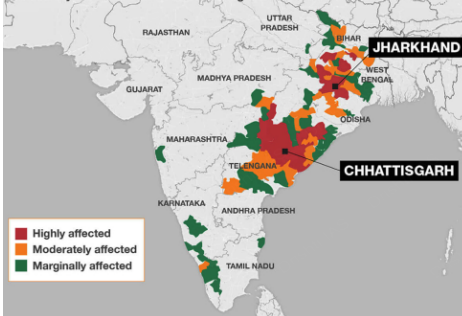 UTTAR
PRADESH
RAJASTHAN
BIHAR
JHARKHAND
WEST
BENGAL
MADHYA PRADESH
GUJARAT
ODISHA
MAHARASHTRA
CHHATTISGARH
TELENGANA
KARNATAKA
ANDHRA PRADESH
Highly affected
Moderately affected
Marginally affected
TAMIL NADU